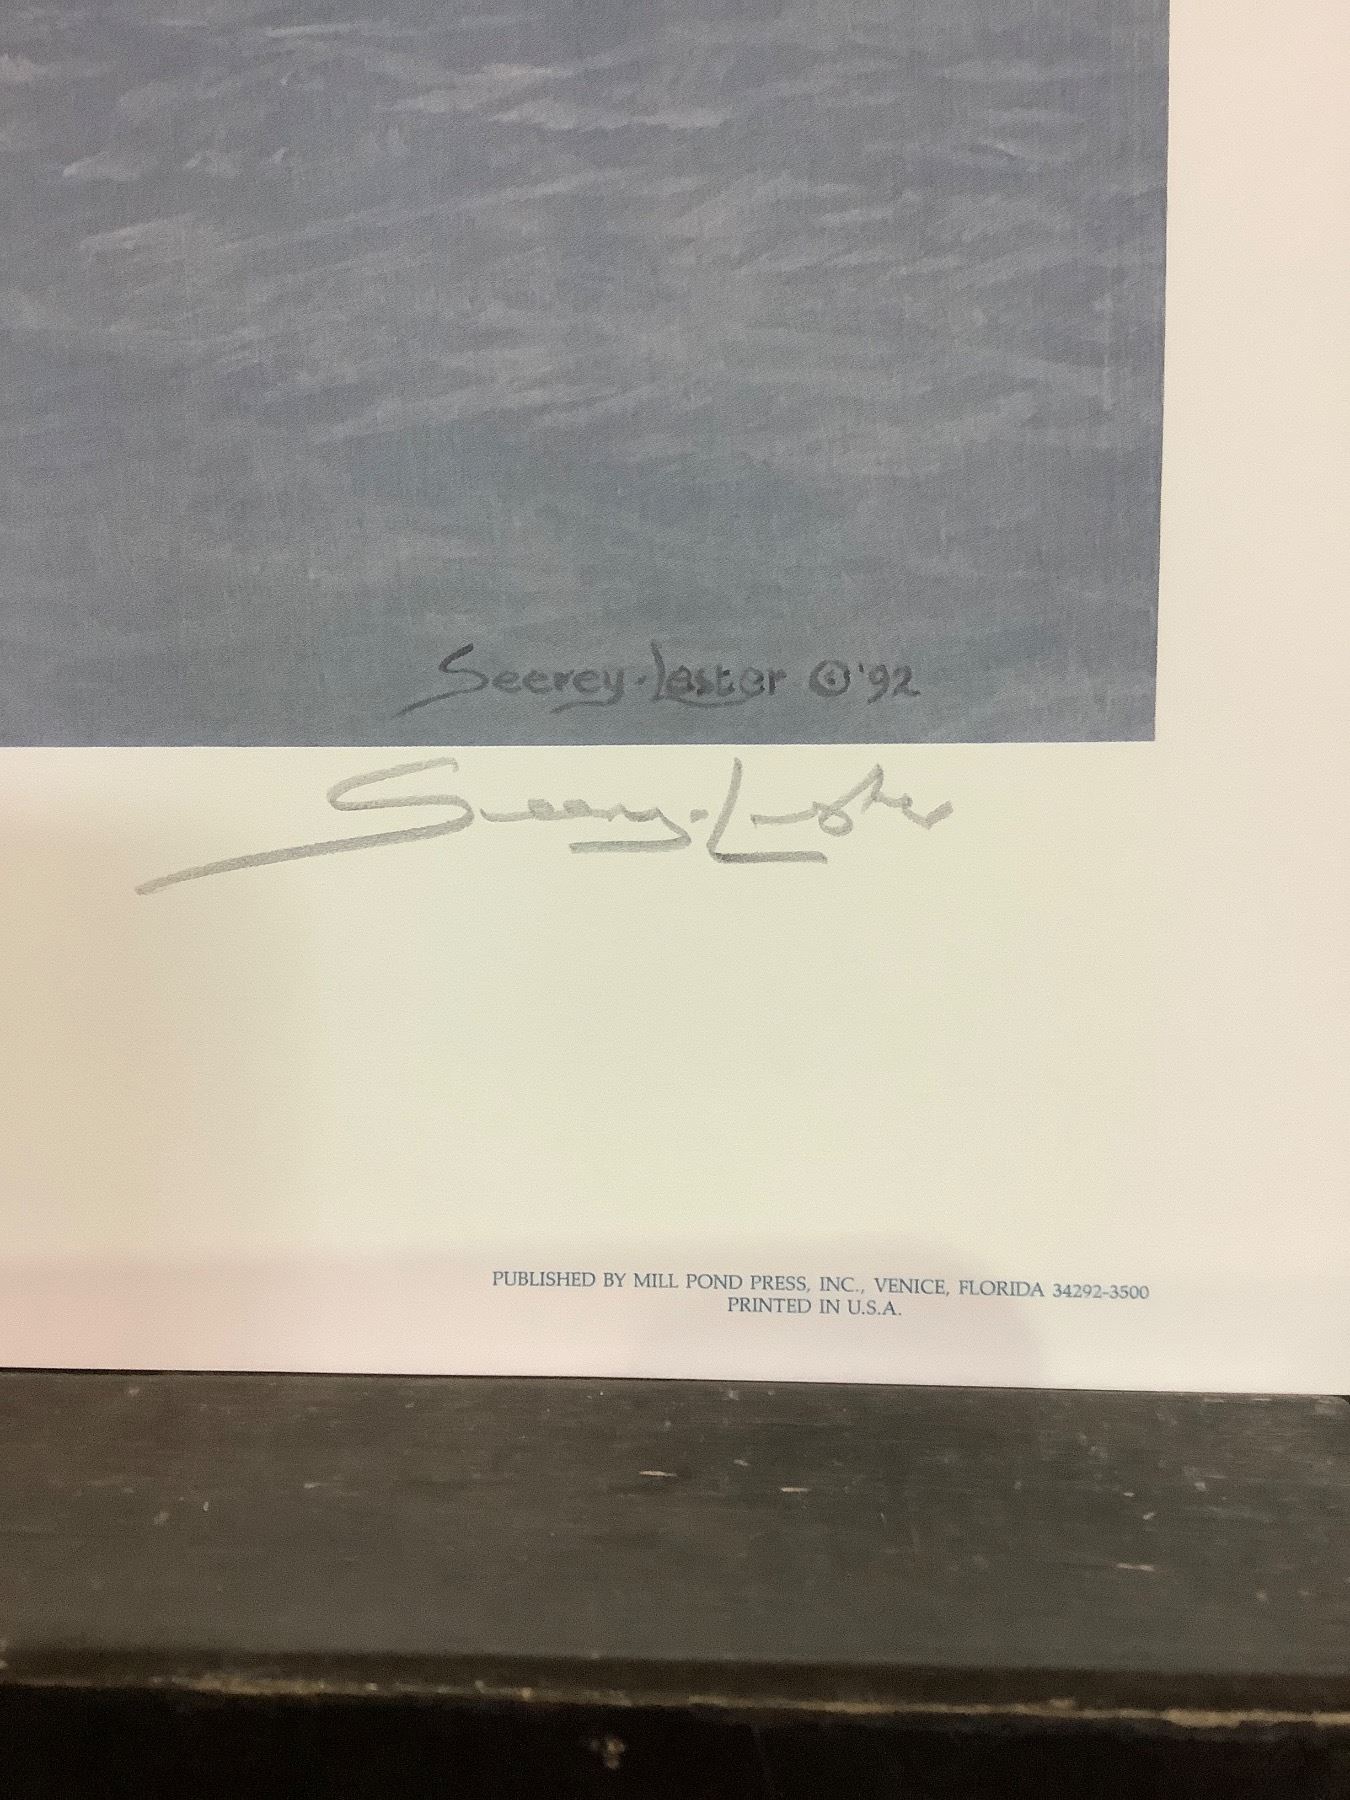 Seerey·Lester ©'92
Seerey·Lester
PUBLISHED BY MILL POND PRESS, INC., VENICE, FLORIDA 34292-3500
PRINTED IN U.S.A.